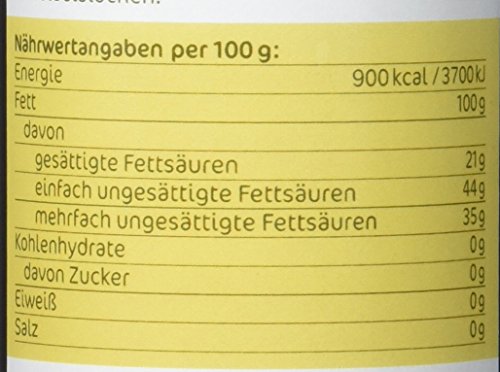 Nährwertangaben per 100 g:
Energie 900 kcal / 3700 kJ
Fett 100g
davon
gesättigte Fettsäuren 21g
einfach ungesättigte Fettsäuren 44g
mehrfach ungesättigte Fettsäuren 35g
Kohlenhydrate 0g
davon Zucker 0g
Eiweiß 0g
Salz 0g